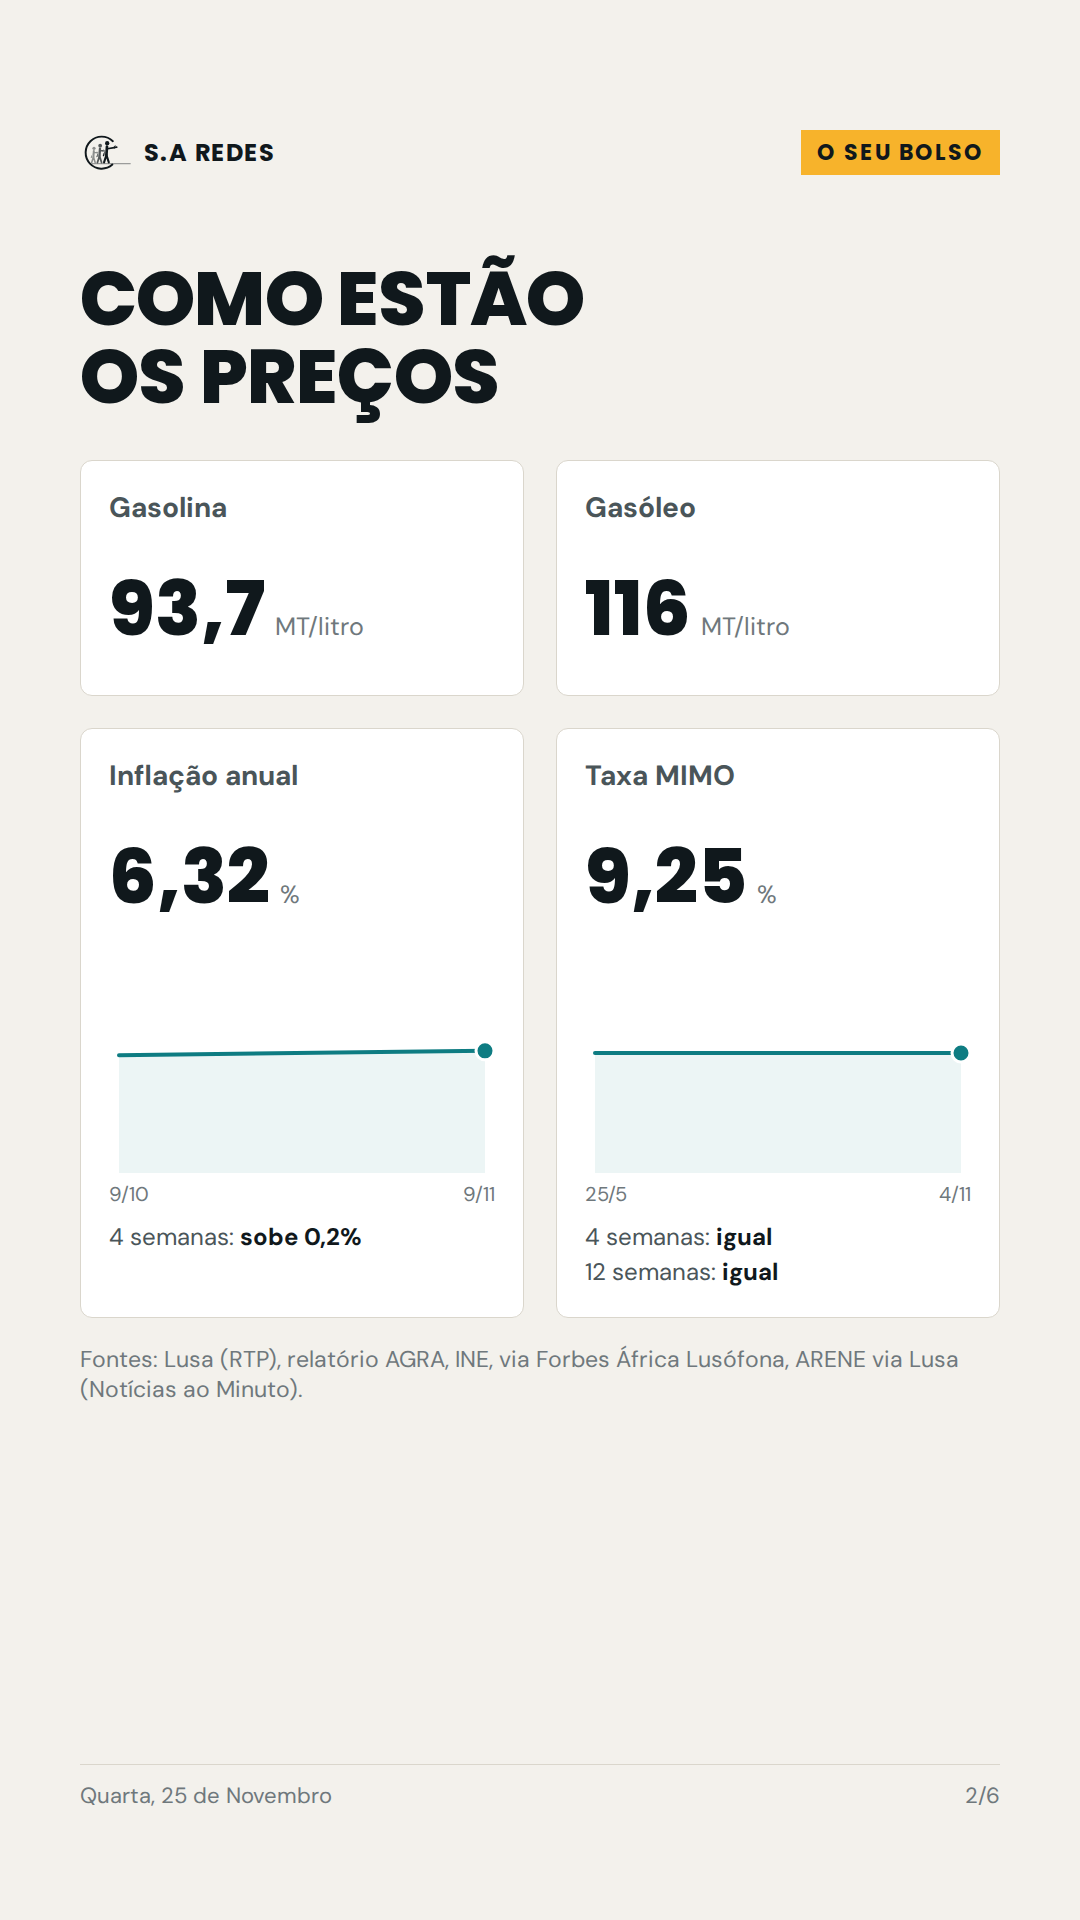 S.A REDES
O SEU BOLSO
COMO ESTÃO
OS PREÇOS
Gasolina
93,7 MT/litro
Gasóleo
116 MT/litro
Inflação anual
6,32 %
9/10 9/11
4 semanas: sobe 0,2%
Taxa MIMO
9,25 %
25/5 4/11
4 semanas: igual
12 semanas: igual
Fontes: Lusa (RTP), relatório AGRA, INE, via Forbes África Lusófona, ARENE via Lusa
(Notícias ao Minuto).
Quarta, 25 de Novembro
2/6